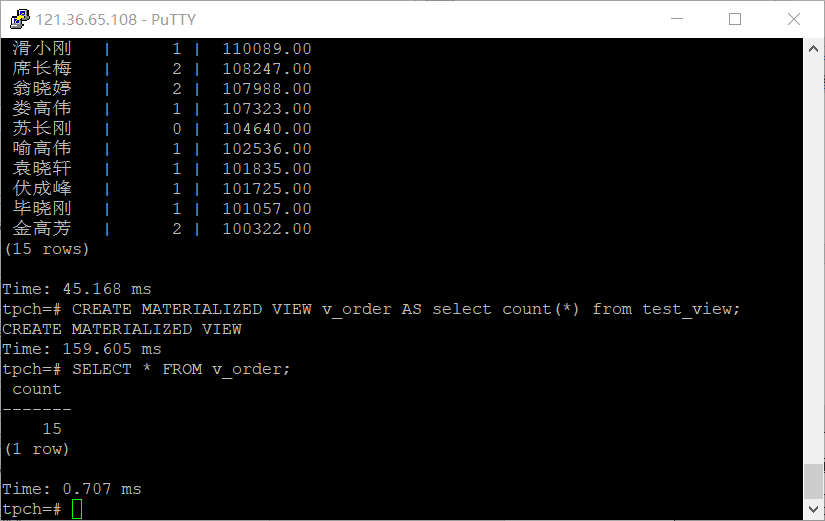 121.36.65.108 - PuTTY
滑小刚 | 1 | 110089.00
席长梅 | 2 | 108247.00
翁晓婷 | 2 | 107988.00
娄高伟 | 1 | 107323.00
苏长刚 | 0 | 104640.00
喻高伟 | 1 | 102536.00
袁晓轩 | 1 | 101835.00
伏成峰 | 1 | 101725.00
毕晓刚 | 1 | 101057.00
金高芳 | 2 | 100322.00
(15 rows)
Time: 45.168 ms
tpch=# CREATE MATERIALIZED VIEW v_order AS select count(*) from test_view;
CREATE MATERIALIZED VIEW
Time: 159.605 ms
tpch=# SELECT * FROM v_order;
count
-------
15
(1 row)
Time: 0.707 ms
tpch=#